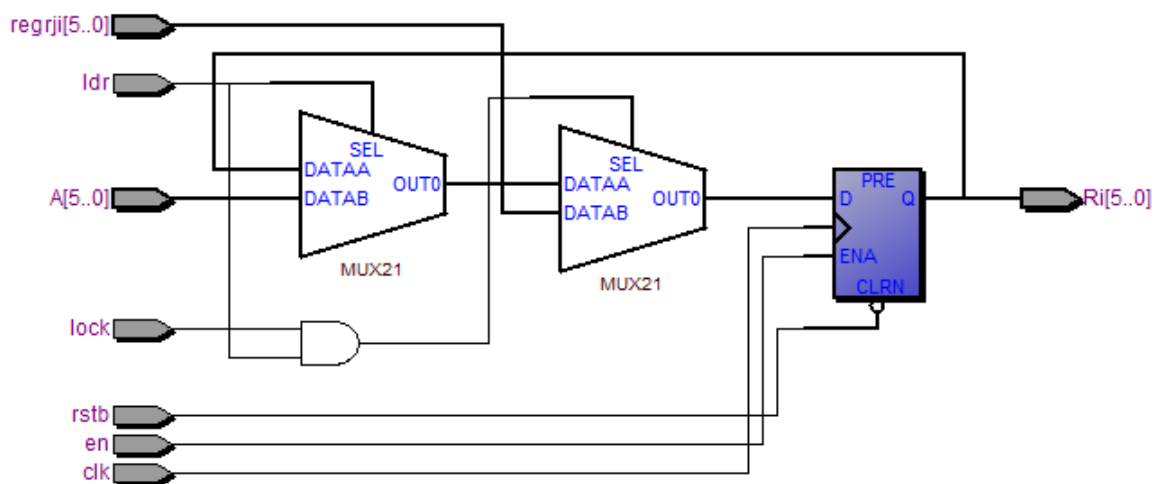 regrji[5..0]
ldr
SEL
DATAA
OUT0
DATAB
MUX21
SEL
DATAA
OUT0
DATAB
MUX21
PRE
D
Q
ENA
CLRN
A[5..0]
Ri[5..0]
lock
rstb
en
clk